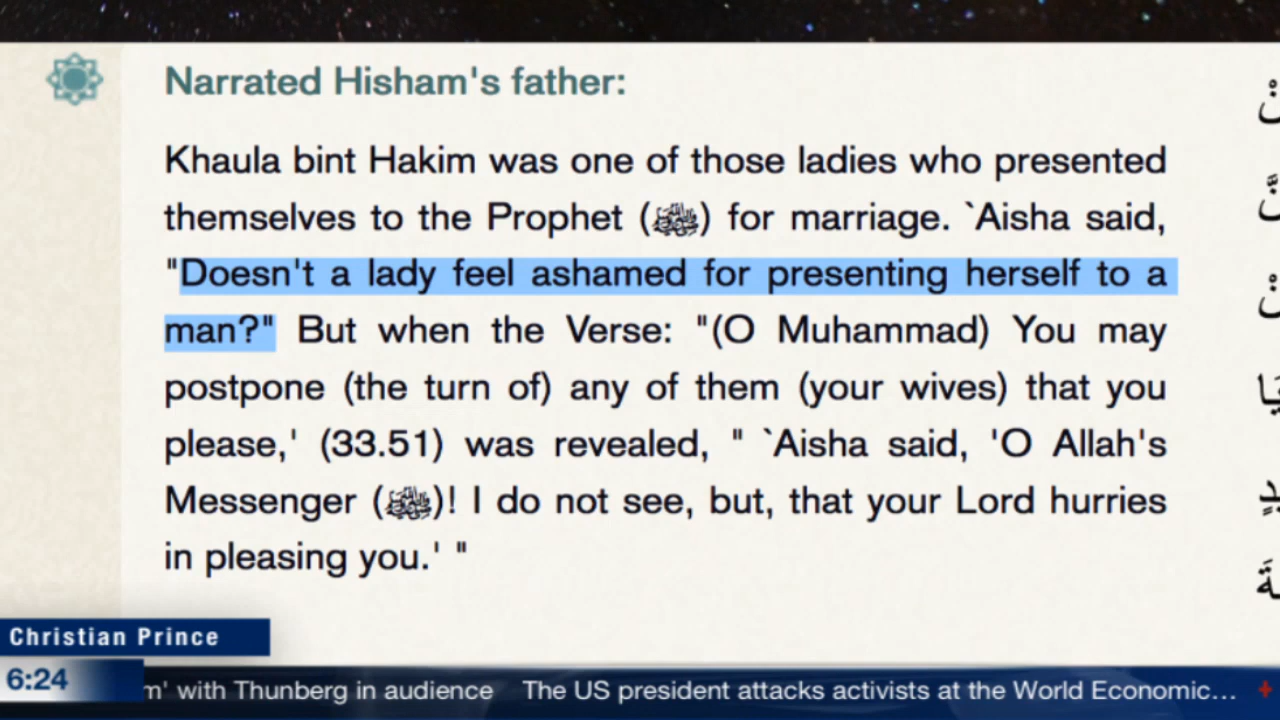 Narrated Hisham's father:
Khaula bint Hakim was one of those ladies who presented
themselves to the Prophet (ﷺ) for marriage. `Aisha said,
"Doesn't a lady feel ashamed for presenting herself to a
man?" But when the Verse: "(O Muhammad) You may
postpone (the turn of) any of them (your wives) that you
please,' (33.51) was revealed, " `Aisha said, 'O Allah's
Messenger (ﷺ)! I do not see, but, that your Lord hurries
in pleasing you.' "
Christian Prince
6:24
m' with Thunberg in audience The US president attacks activists at the World Economic...